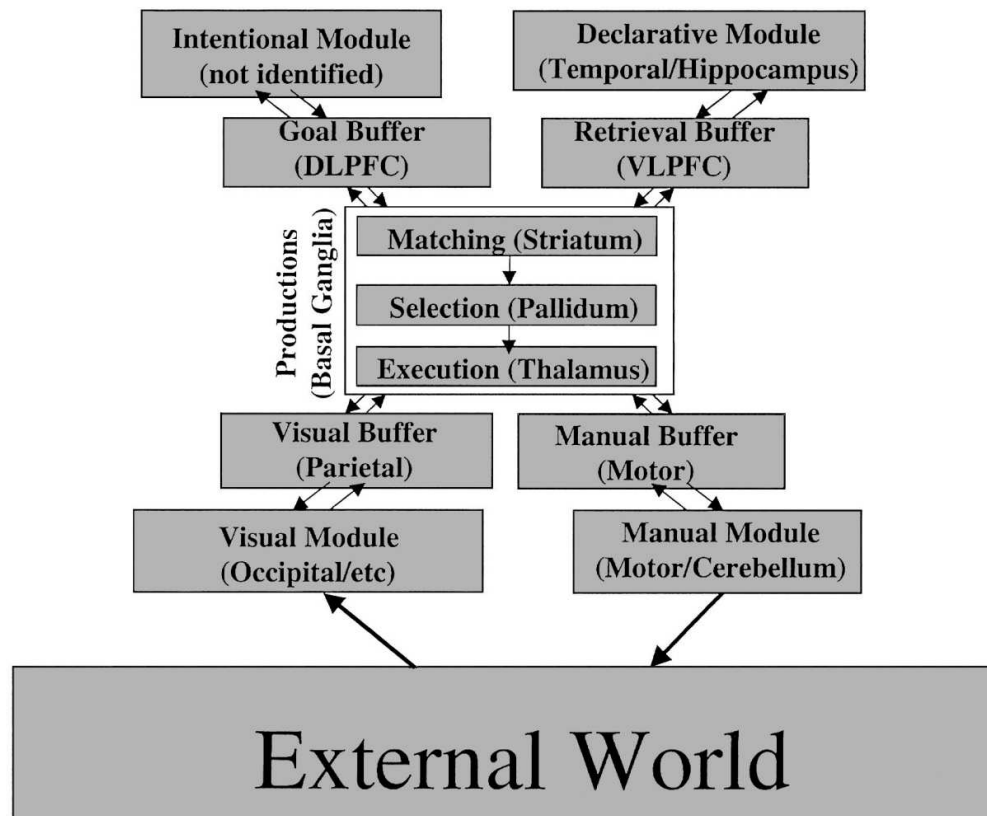 Intentional Module
(not identified)
Declarative Module
(Temporal/Hippocampus)
Goal Buffer
(DLPFC)
Retrieval Buffer
(VLPFC)
Productions
(Basal Ganglia)
Matching (Striatum)
Selection (Pallidum)
Execution (Thalamus)
Visual Buffer
(Parietal)
Manual Buffer
(Motor)
Visual Module
(Occipital/etc)
Manual Module
(Motor/Cerebellum)
External World